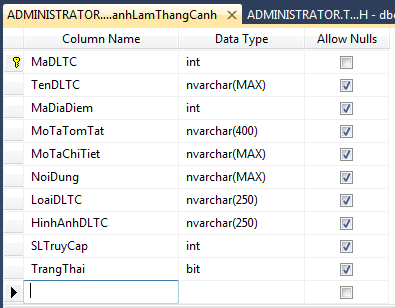 ADMINISTRATOR....anhLamThangCanh ADMINISTRATOR.T...H - dbo
Column Name Data Type Allow Nulls
MaDLTC int
TenDLTC nvarchar(MAX)
MaDiaDiem int
MoTaTomTat nvarchar(400)
MoTaChiTiet nvarchar(MAX)
NoiDung nvarchar(MAX)
LoaiDLTC nvarchar(250)
HinhAnhDLTC nvarchar(250)
SLTruyCap int
TrangThai bit